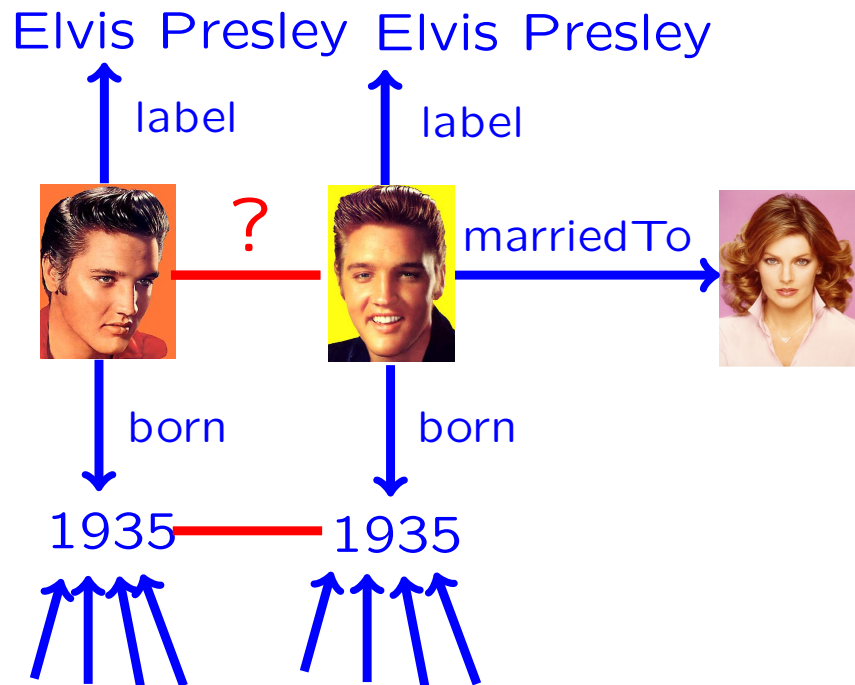 Elvis Presley Elvis Presley
label label
?
marriedTo
born born
1935 1935